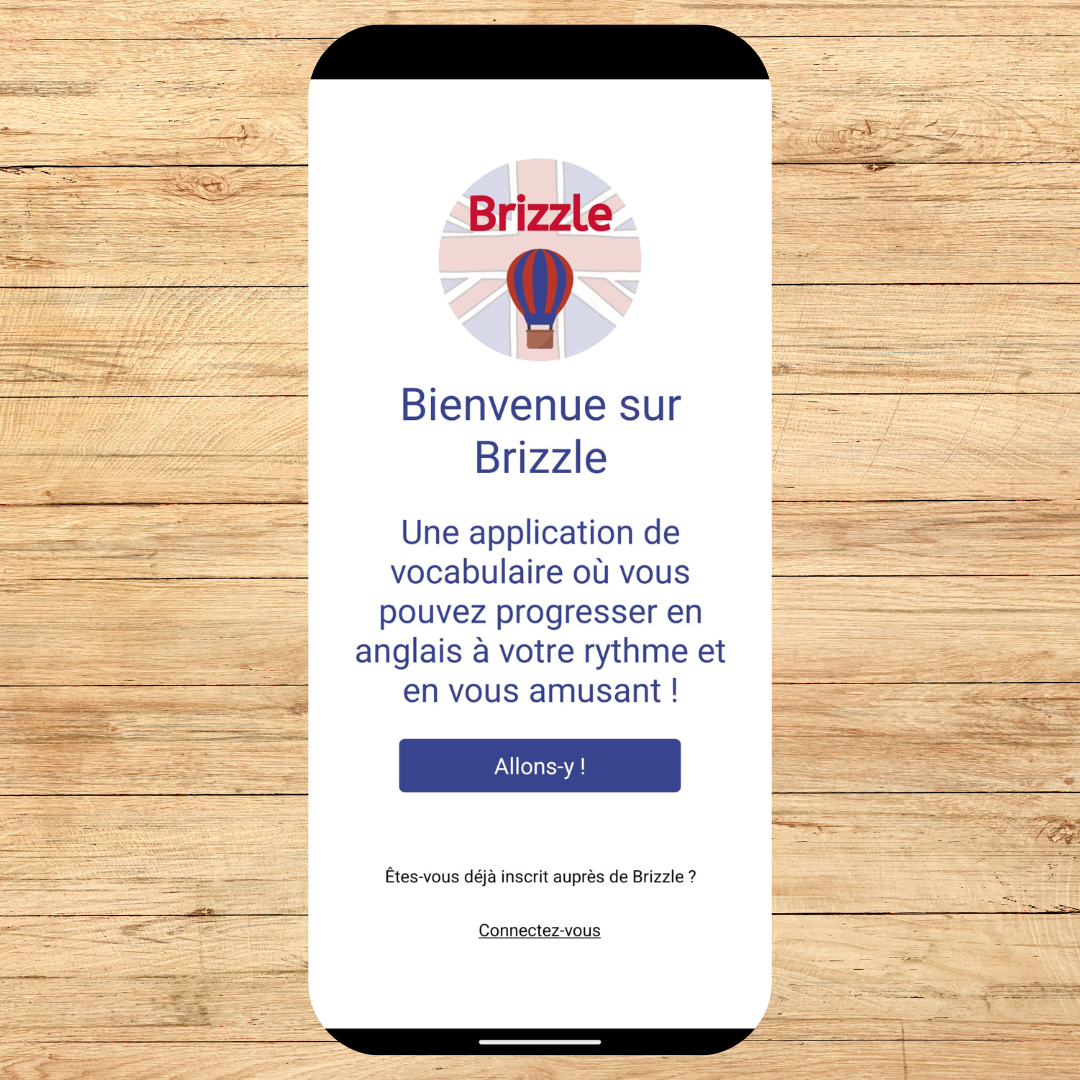 Brizzle
Bienvenue sur
Brizzle
Une application de
vocabulaire où vous
pouvez progresser en
anglais à votre rythme et
en vous amusant !
Allons-y !
Êtes-vous déjà inscrit auprès de Brizzle ?
Connectez-vous